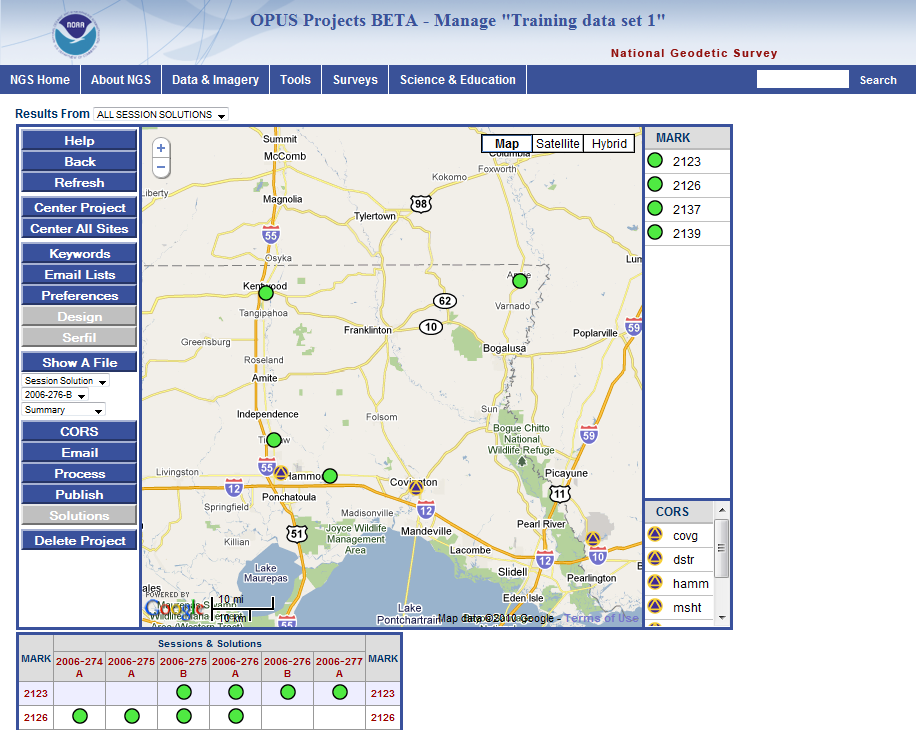 NOAA
OPUS Projects BETA - Manage "Training data set 1"
National Geodetic Survey
NGS Home
About NGS
Data & Imagery
Tools
Surveys
Science & Education
Search
Results From ALL SESSION SOLUTIONS
Help
Back
Refresh
Center Project
Center All Sites
Keywords
Email Lists
Preferences
Design
Serfil
Show A File
Session Solution
2006-276-B
Summary
CORS
Email
Process
Publish
Solutions
Delete Project
+
−
Map
Satellite
Hybrid
Summit
McComb
Columbia
Foxworth
Kokomo
Liberty
Magnolia
98
Tylertown
55
Osyka
Kentwood
Tangipahoa
Varnado
62
10
Franklinton
59
Poplarville
Greensburg
Bogalusa
Roseland
Amite
Independence
Folsom
Sun
Bogue Chitto
National
Wildlife Refuge
59
55
Livingston
Hammo
Covington
Picayune
12
11
Ponchatoula
Springfield
Madisonville
12
Pearl River
51
Killian
Joyce Wildlife
Management
Area
Mandeville
Lacombe
12
10
Lake
Maurepas
Slidell
Pearlington
Eden Isle
POWERED BY
Google
10 mi
10 km
55
Lake
Pontchartrain
Map data ©2010 Google - Terms of Use
MARK
2123
2126
2137
2139
CORS
covg
dstr
hamm
msht
Sessions & Solutions
MARK
2006-274 A
2006-275 A
2006-275 B
2006-276 A
2006-276 B
2006-277 A
MARK
2123
2123
2126
2126